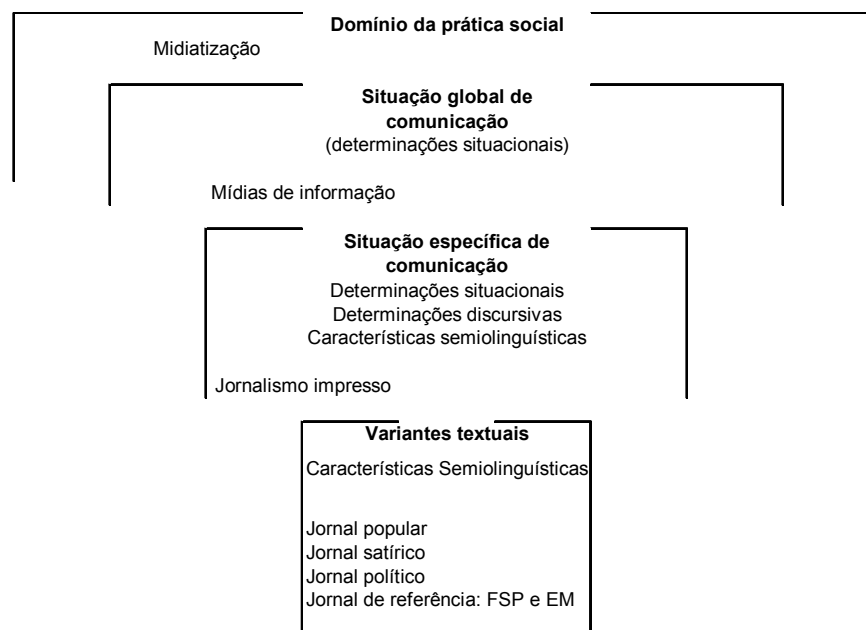 Domínio da prática social
Midiatização
Situação global de
comunicação
(determinações situacionais)
Mídias de informação
Situação específica de
comunicação
Determinações situacionais
Determinações discursivas
Características semiolinguísticas
Jornalismo impresso
Variantes textuais
Características Semiolinguísticas
Jornal popular
Jornal satírico
Jornal político
Jornal de referência: FSP e EM